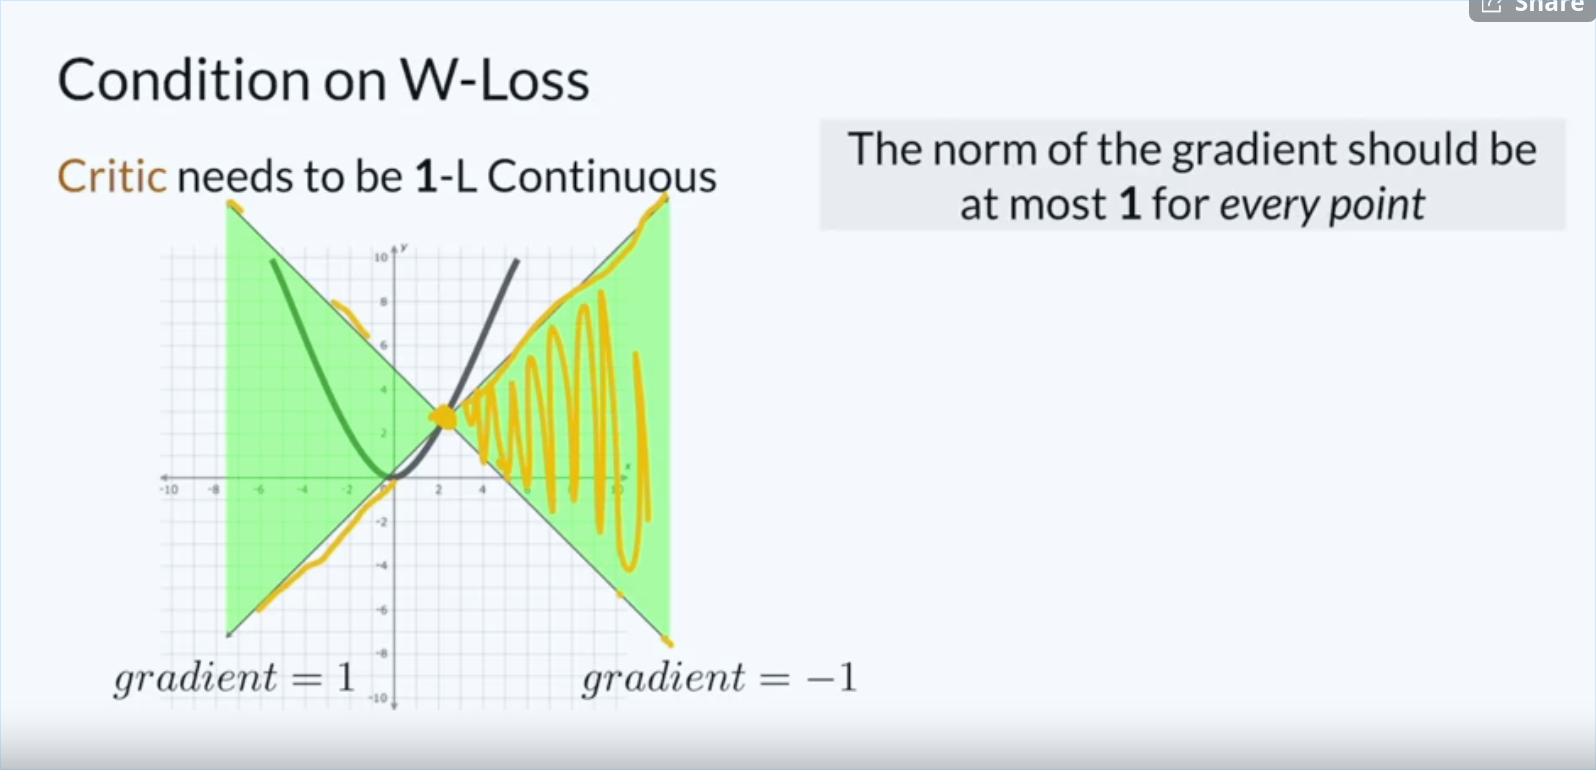 Share
Condition on W-Loss
Critic needs to be 1-L Continuous
The norm of the gradient should be
at most 1 for every point
y
10
8
6
4
2
x
-10 -8 -6 -4 -2 0 2 4 10
-2
-4
-6
-8
-10
gradient = 1
gradient = −1